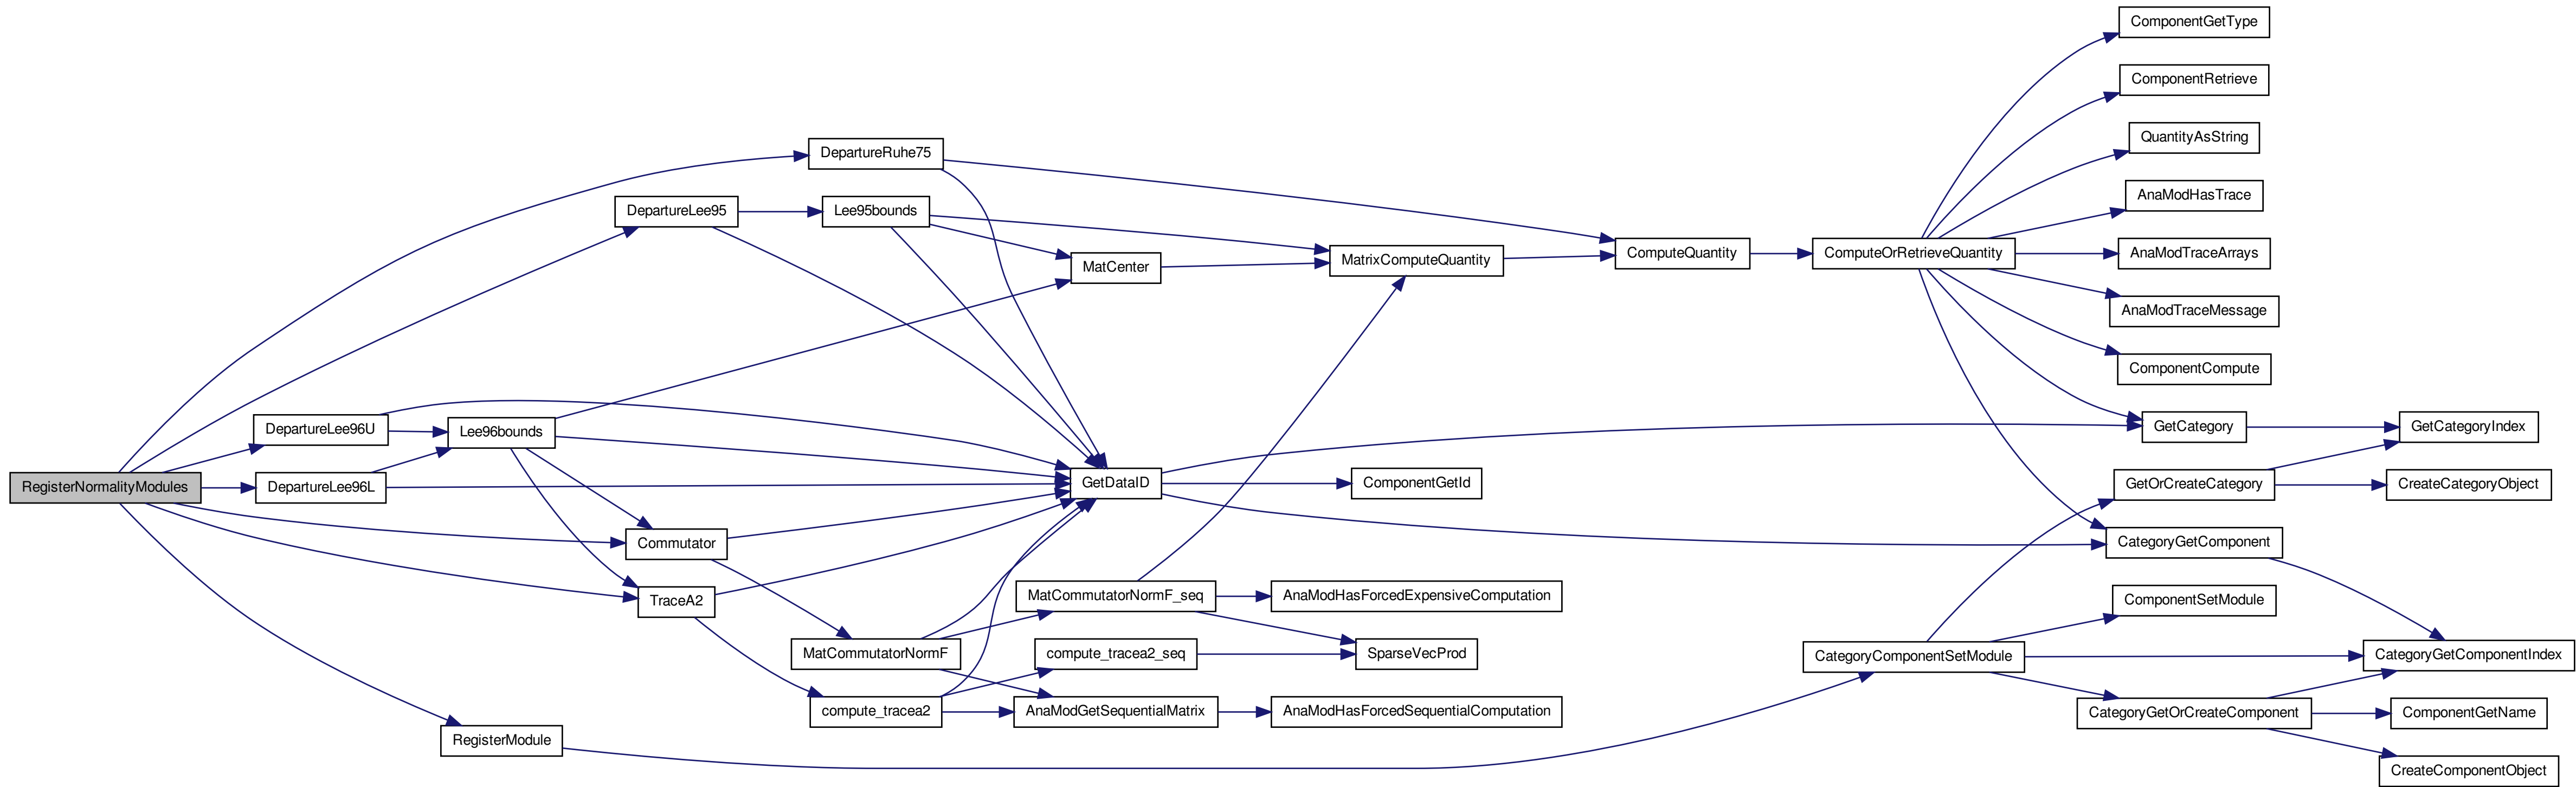 ComponentGetType
ComponentRetrieve
QuantityAsString
DepartureRuhe75
AnaModHasTrace
DepartureLee95
Lee95bounds
MatCenter
MatrixComputeQuantity
ComputeQuantity
ComputeOrRetrieveQuantity
AnaModTraceArrays
AnaModTraceMessage
ComponentCompute
DepartureLee96U
Lee96bounds
GetCategory
GetCategoryIndex
RegisterNormalityModules
DepartureLee96L
GetDataID
ComponentGetId
GetOrCreateCategory
CreateCategoryObject
Commutator
CategoryGetComponent
TraceA2
MatCommutatorNormF_seq
AnaModHasForcedExpensiveComputation
ComponentSetModule
MatCommutatorNormF
compute_tracea2_seq
SparseVecProd
CategoryComponentSetModule
CategoryGetComponentIndex
compute_tracea2
AnaModGetSequentialMatrix
AnaModHasForcedSequentialComputation
CategoryGetOrCreateComponent
ComponentGetName
RegisterModule
CreateComponentObject